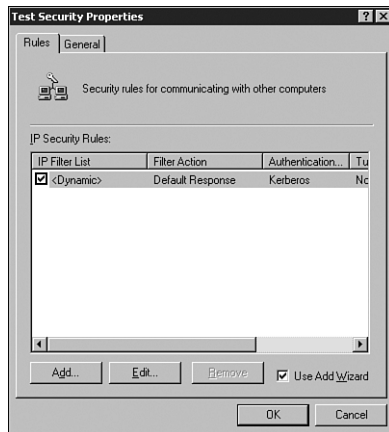 Test Security Properties
Rules General
Security rules for communicating with other computers
IP Security Rules:
IP Filter List Filter Action Authentication... Tu
<Dynamic> Default Response Kerberos Nc
Add... Edit... Remove Use Add Wizard
OK Cancel